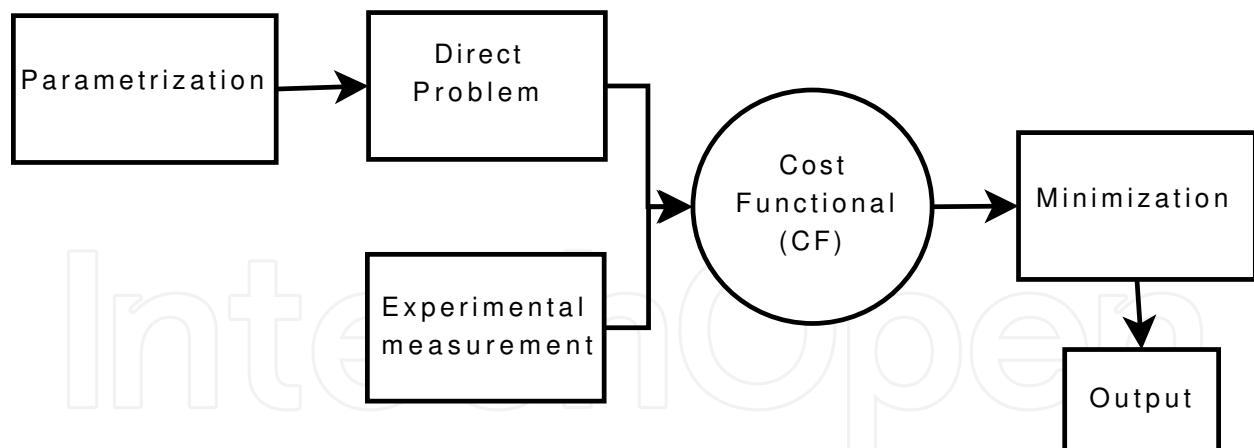 Parametrization
Direct
Problem
Experimental
measurement
Cost
Functional
(CF)
Minimization
Output
IntechOpen